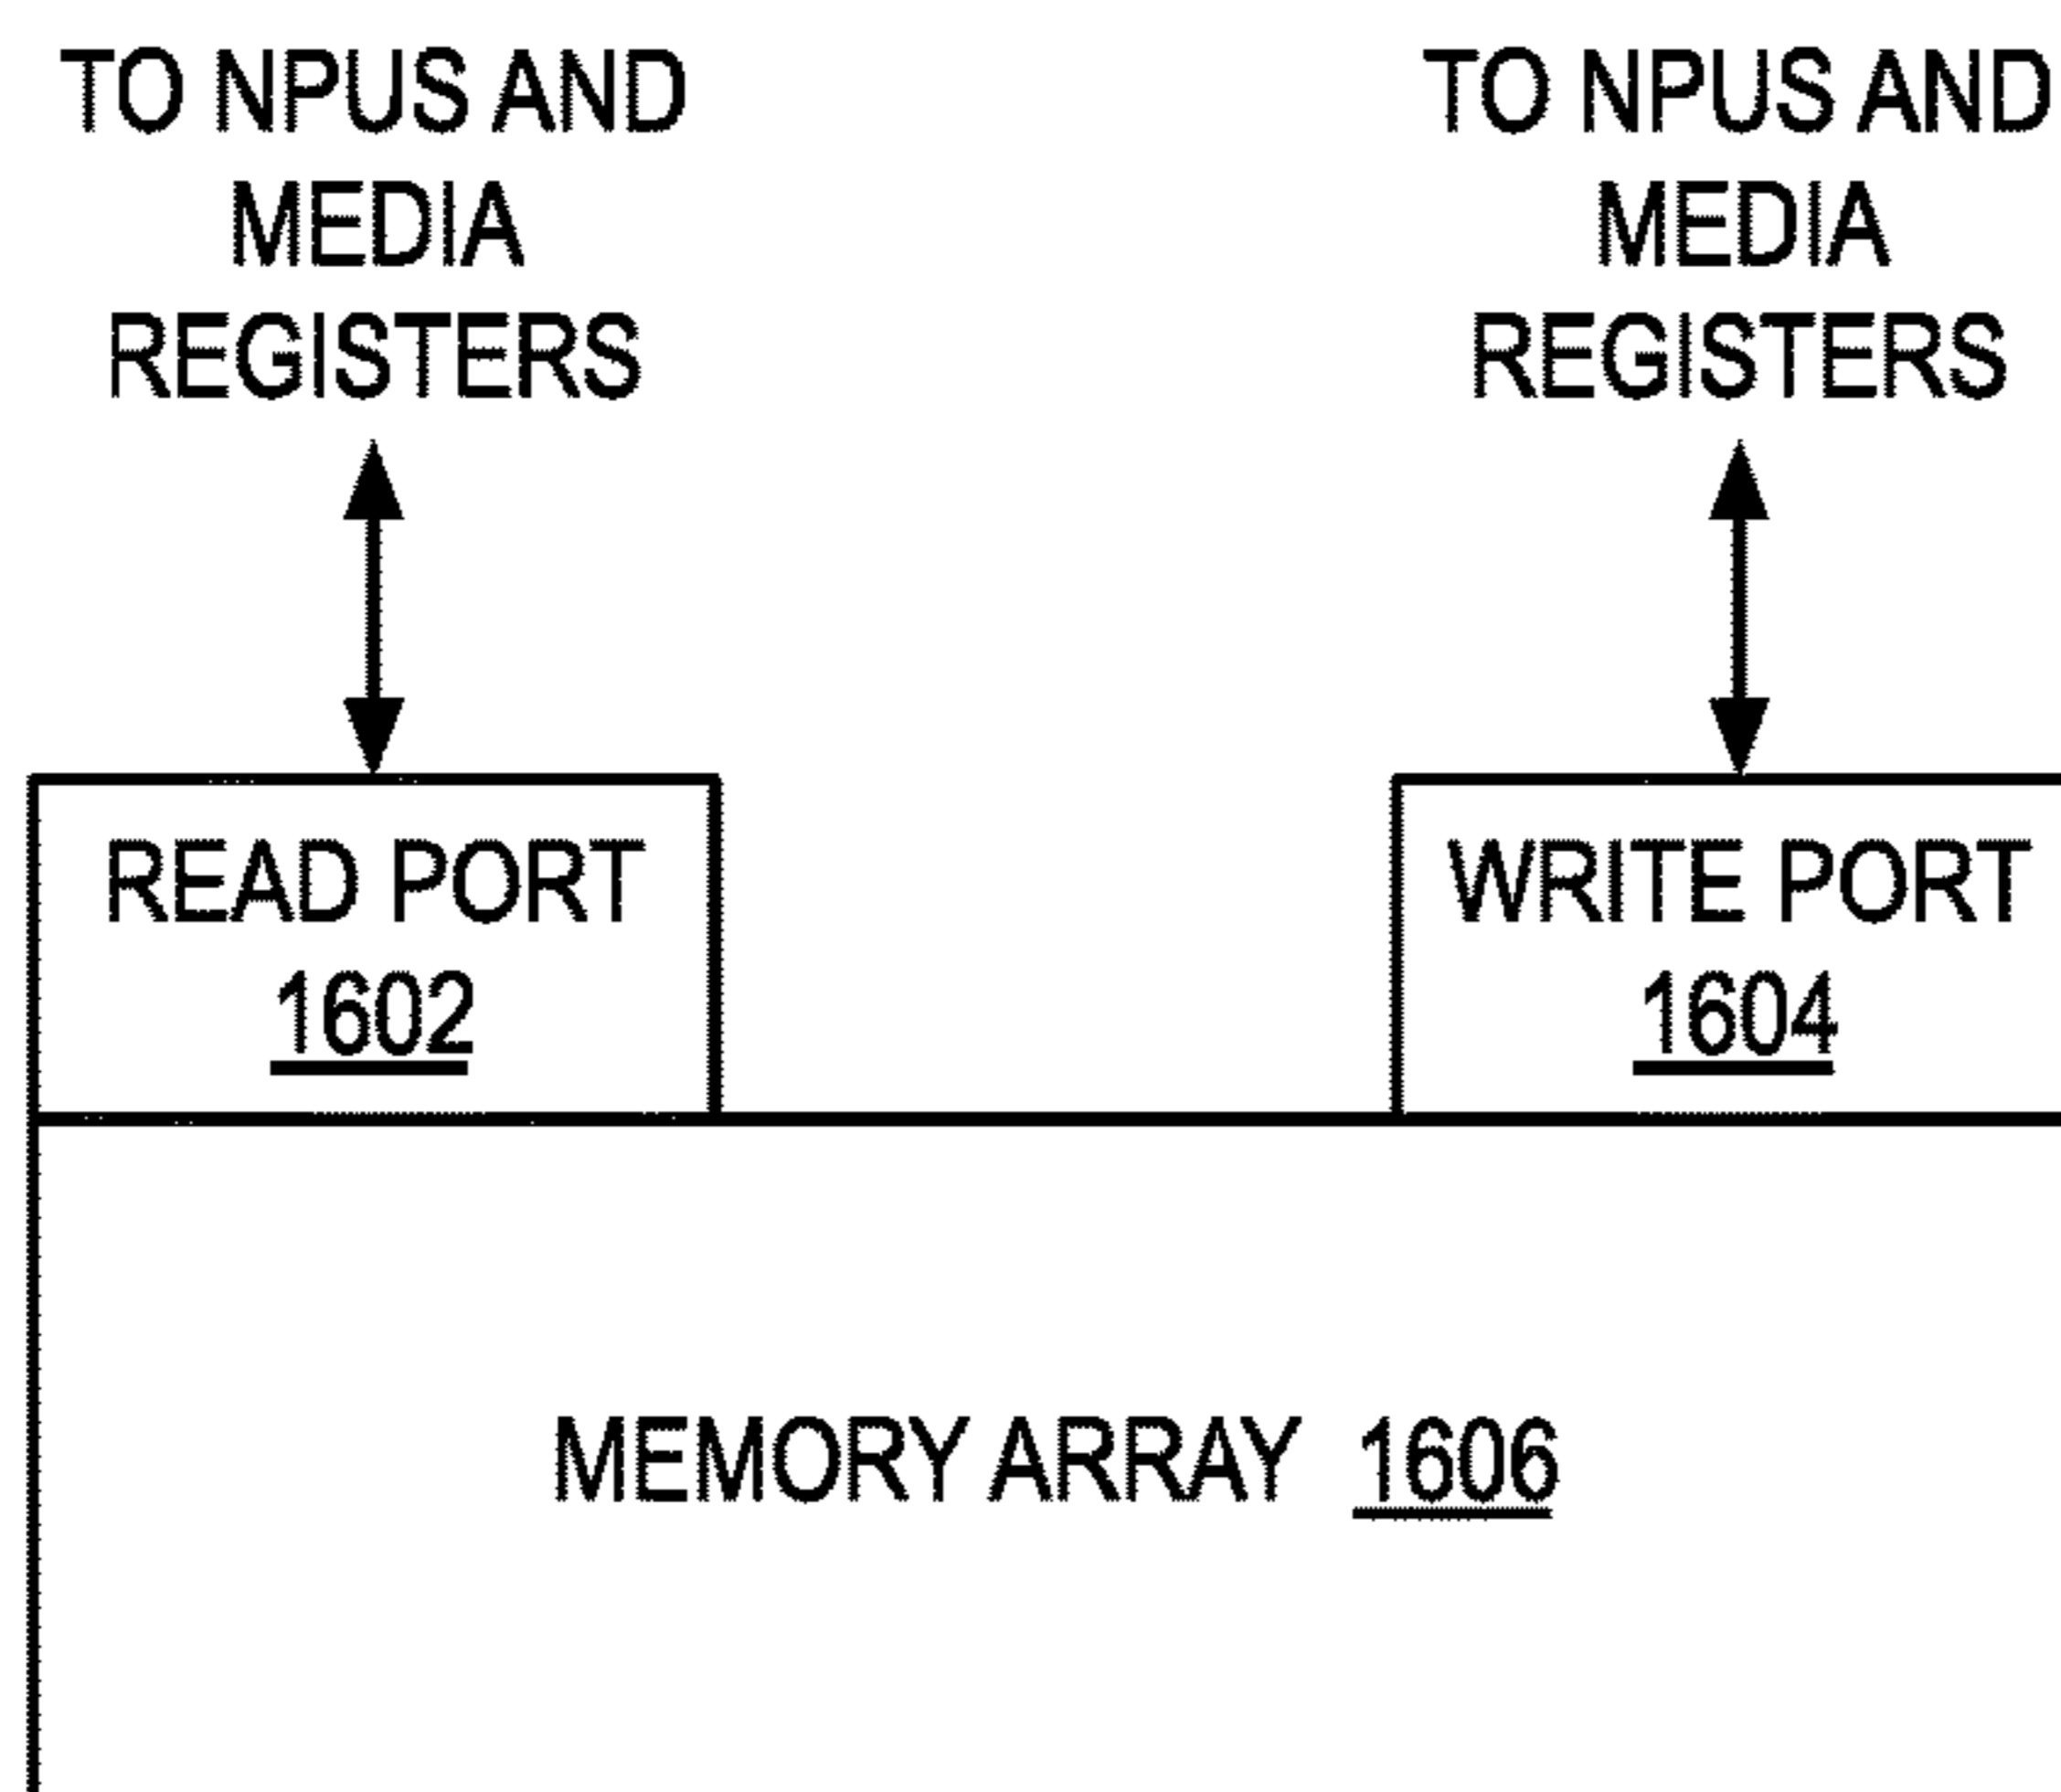 TO NPUS AND
MEDIA
REGISTERS
TO NPUS AND
MEDIA
REGISTERS
READ PORT
1602
WRITE PORT
1604
MEMORY ARRAY 1606